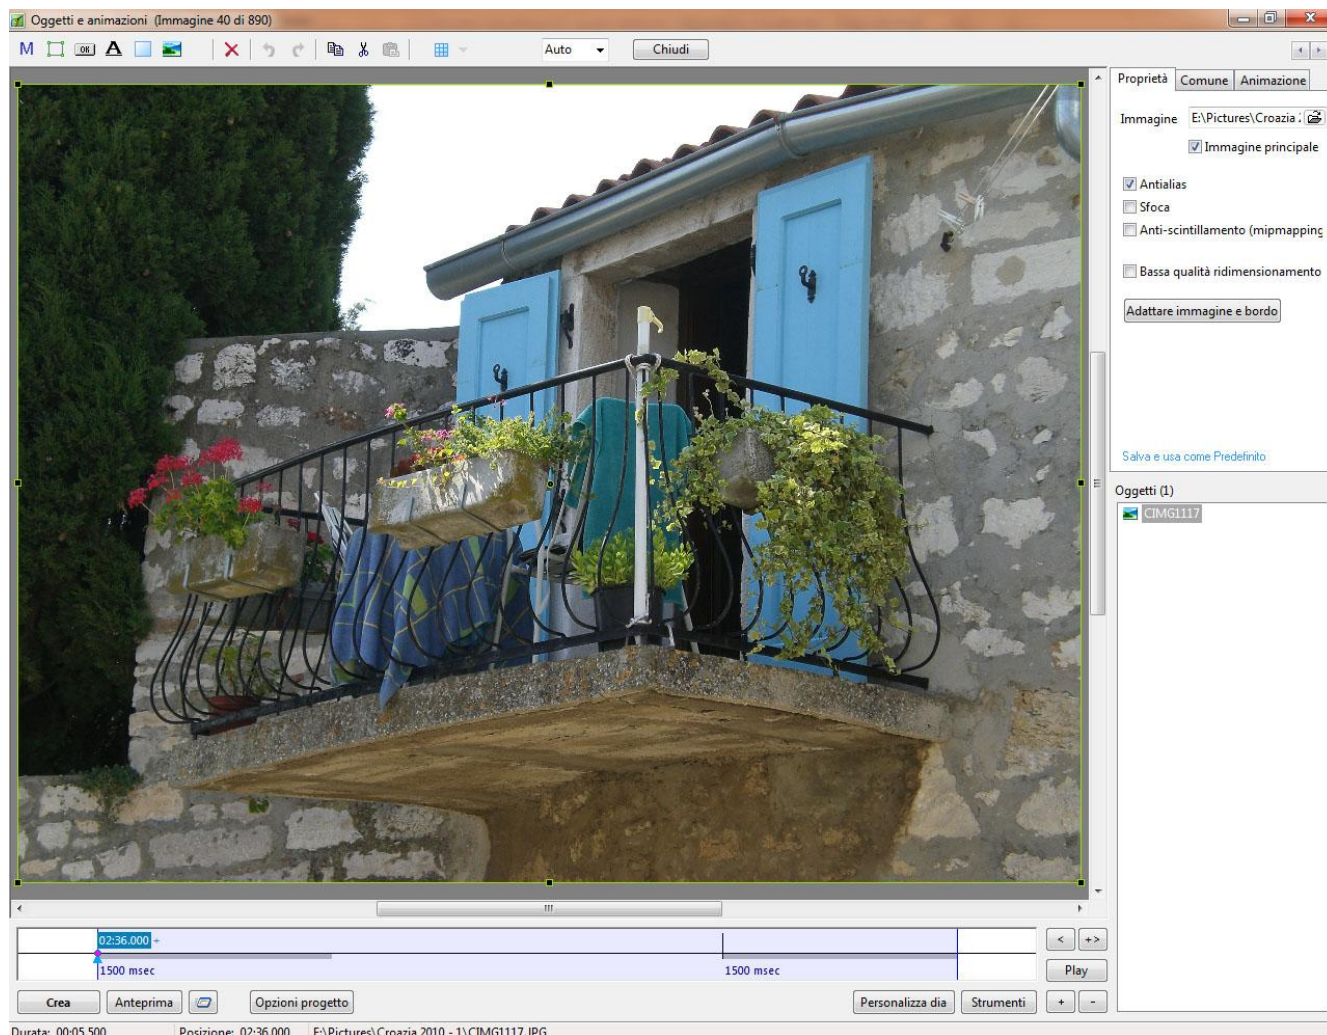 Oggetti e animazioni (Immagine 40 di 890)
M OK A Auto Chiudi
Proprietà Comune Animazione
Immagine E:\Pictures\Croazia
Immagine principale
Antialias
Sfoca
Anti-scintillamento (mipmapping
Bassa qualità ridimensionamento
Adattare immagine e bordo
Salva e usa come Predefinito
Oggetti (1)
CIMG1117
02:36.000
1500 msec 1500 msec
< +>
Play
Crea Anteprima Opzioni progetto Personalizza dia Strumenti + -
Durata: 00:05.500 Posizione: 02:36.000 E:\Pictures\Croazia 2010 - 1\CIMG1117.JPG